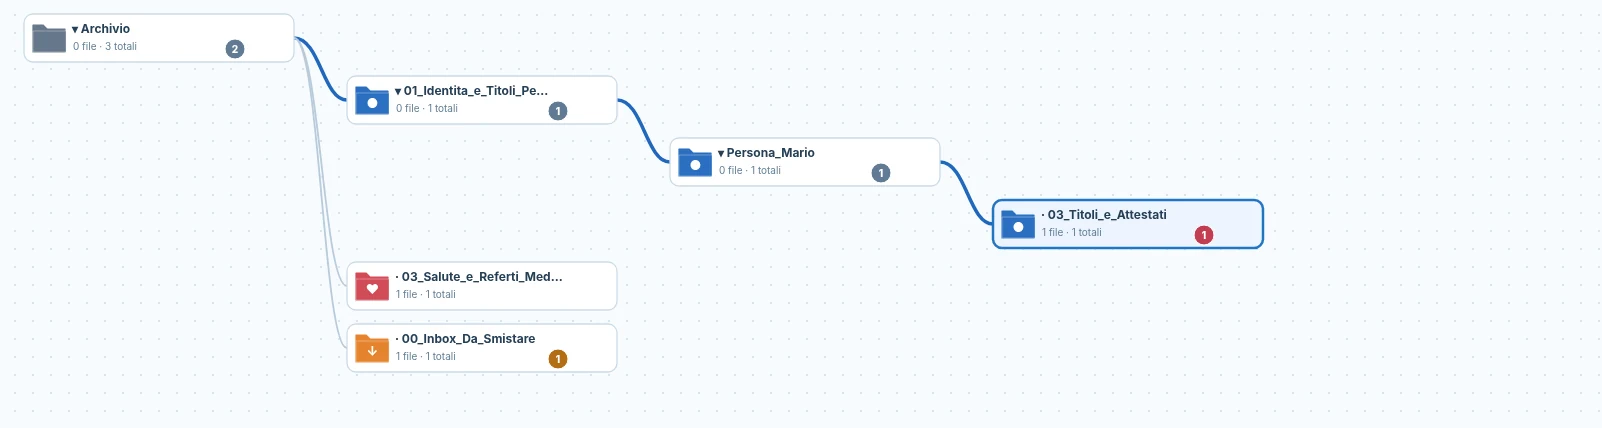 ▾ Archivio
0 file · 3 totali
2
▾ 01_Identita_e_Titoli_Pe...
0 file · 1 totali
1
▾ Persona_Mario
0 file · 1 totali
1
· 03_Titoli_e_Attestati
1 file · 1 totali
1
· 03_Salute_e_Referti_Med...
1 file · 1 totali
· 00_Inbox_Da_Smistare
1 file · 1 totali
1